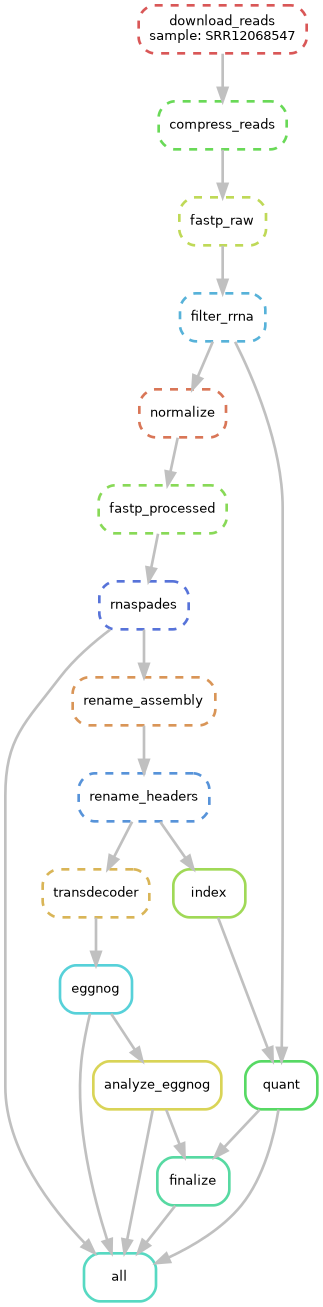 download_reads
sample: SRR12068547
compress_reads
fastp_raw
filter_rrna
normalize
fastp_processed
rnaspades
rename_assembly
rename_headers
transdecoder
index
eggnog
analyze_eggnog
quant
finalize
all